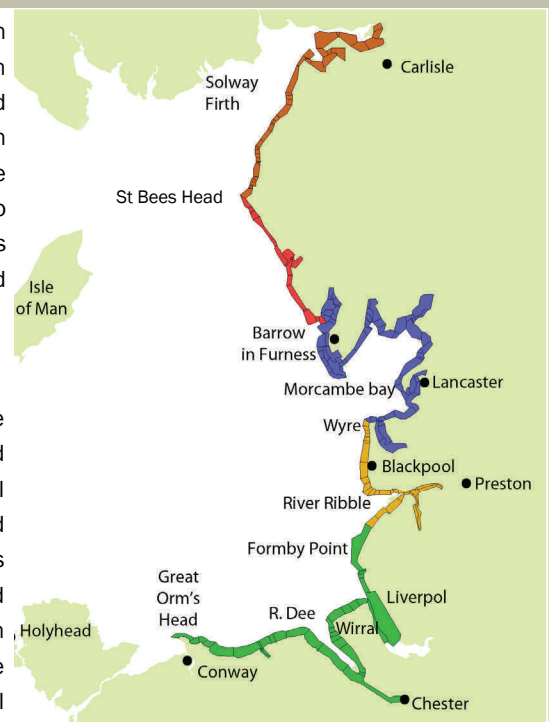 Carlisle
Solway
Firth
St Bees Head
Isle
of Man
Barrow
in Furness
Morcambe bay
Lancaster
Wyre
Blackpool
Preston
River Ribble
Formby Point
Great
Orm's
Head
Liverpol
R. Dee
Wirral
Holyhead
Conway
Chester